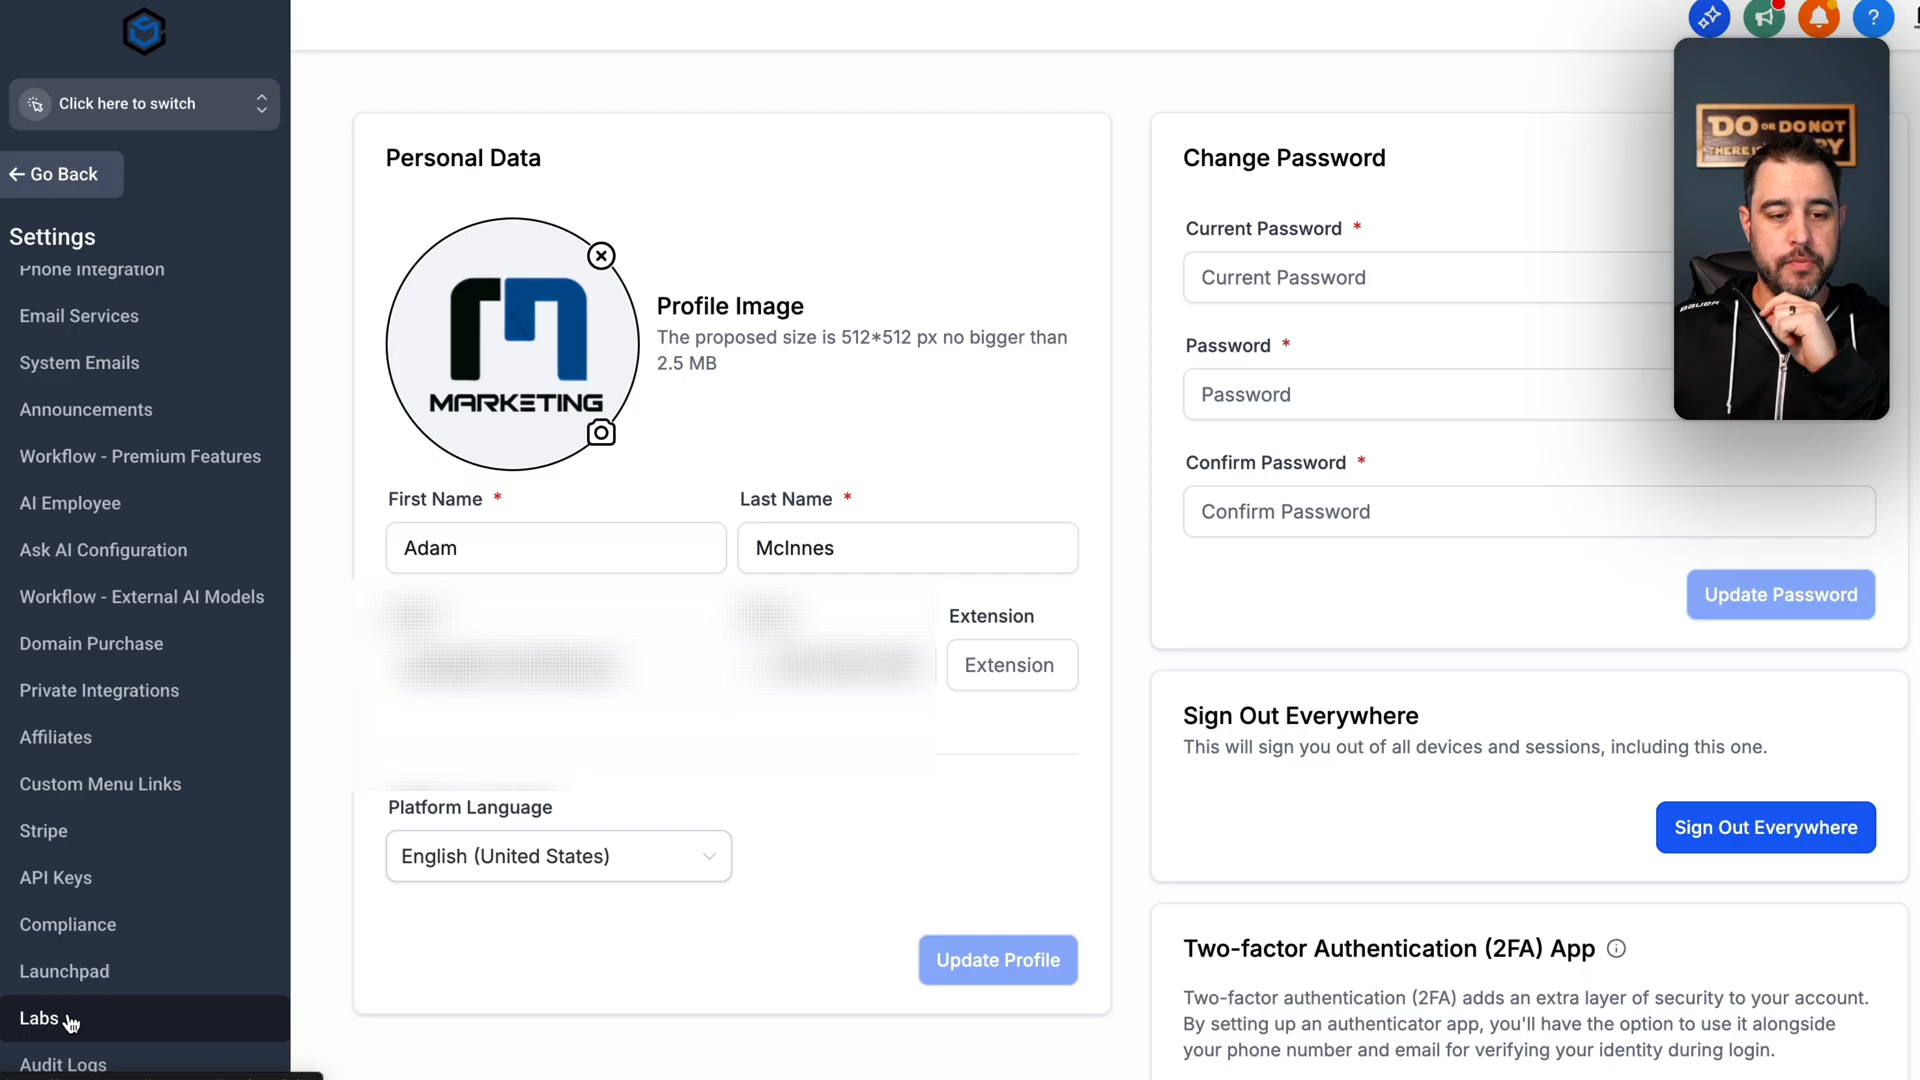 Click here to switch
Go Back
Settings
Phone Integration
Email Services
System Emails
Announcements
Workflow - Premium Features
AI Employee
Ask AI Configuration
Workflow - External AI Models
Domain Purchase
Private Integrations
Affiliates
Custom Menu Links
Stripe
API Keys
Compliance
Launchpad
Labs
Audit Logs
Personal Data
MARKETING
Profile Image
The proposed size is 512*512 px no bigger than
2.5 MB
First Name *
Last Name *
Adam
McInnes
Extension
Extension
Platform Language
English (United States)
Update Profile
Change Password
Current Password *
Current Password
Password *
Password
Confirm Password *
Confirm Password
Update Password
Sign Out Everywhere
This will sign you out of all devices and sessions, including this one.
Sign Out Everywhere
Two-factor Authentication (2FA) App
Two-factor authentication (2FA) adds an extra layer of security to your account.
By setting up an authenticator app, you'll have the option to use it alongside
your phone number and email for verifying your identity during login.
?
DO OR DO NOT
THERE
BAUER